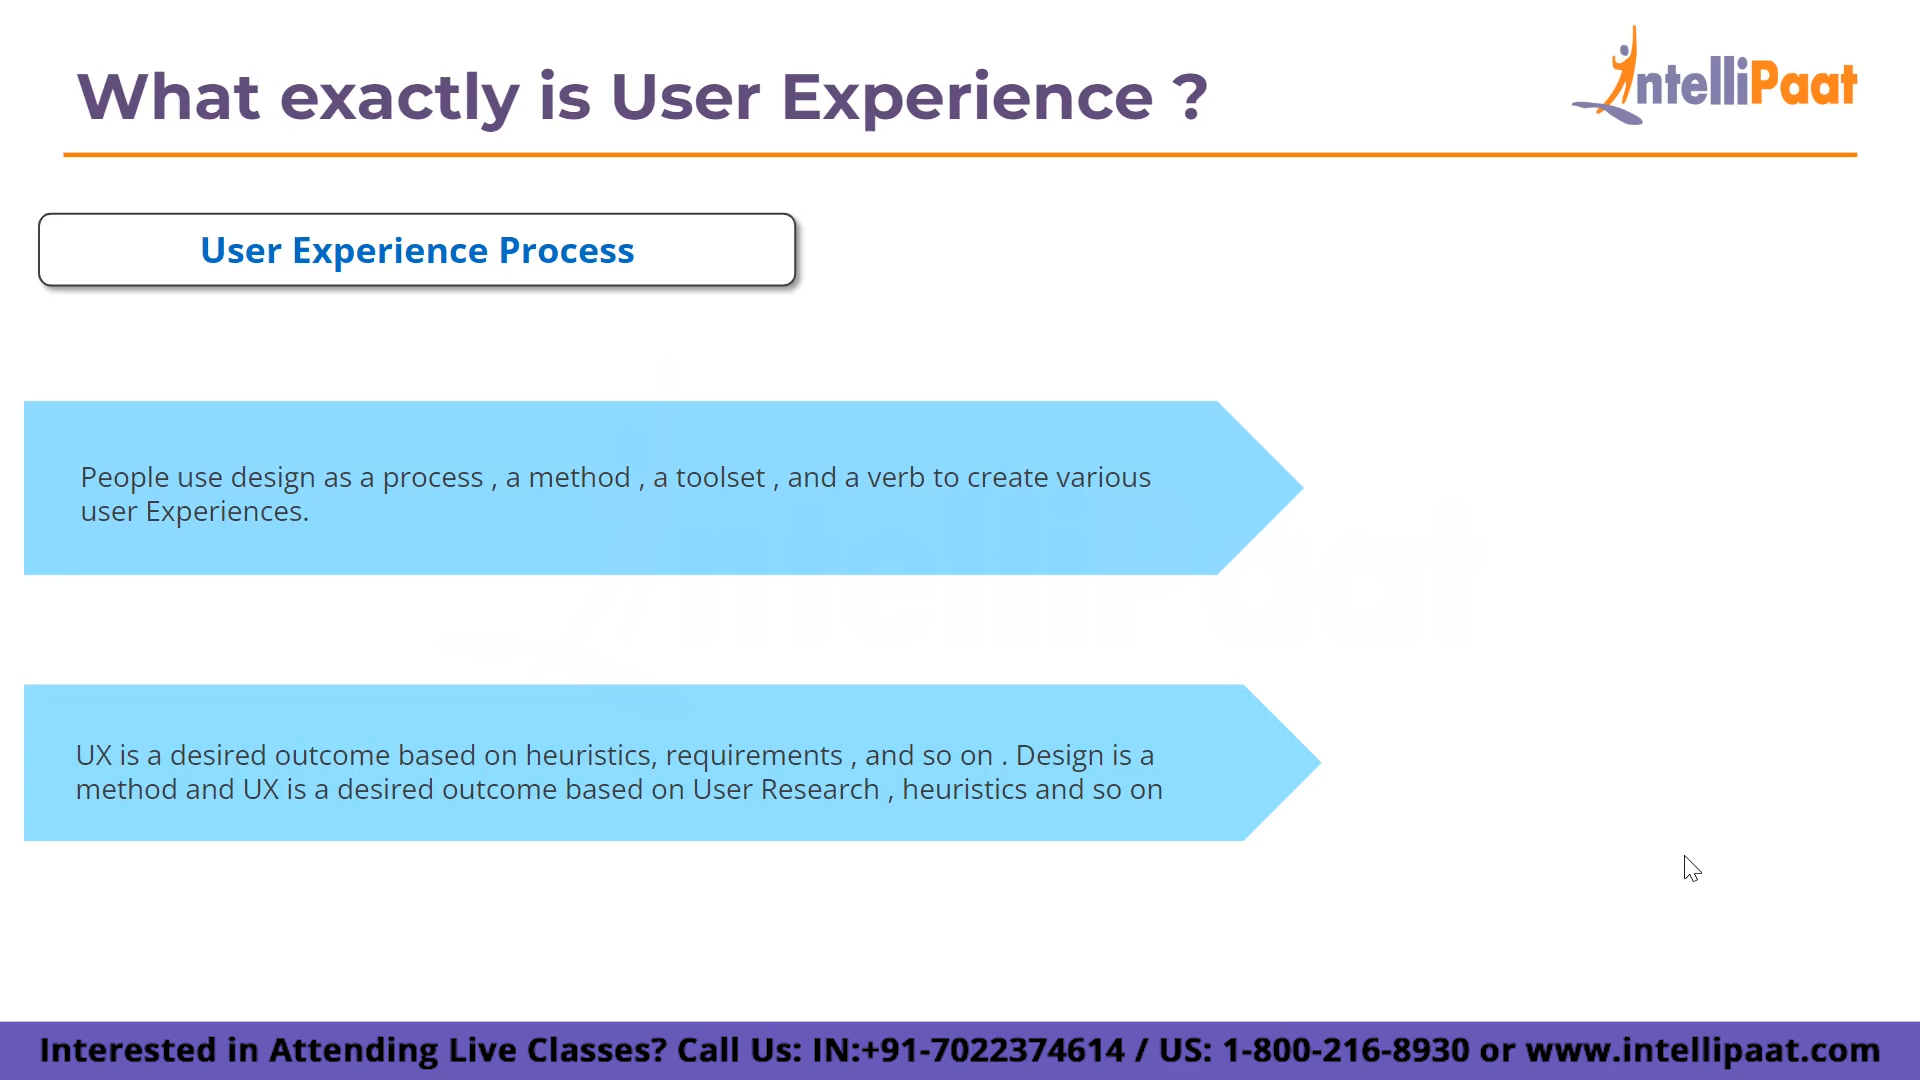 What exactly is User Experience ?
IntelliPaat
User Experience Process
People use design as a process , a method , a toolset , and a verb to create various
user Experiences.
UX is a desired outcome based on heuristics, requirements , and so on . Design is a
method and UX is a desired outcome based on User Research , heuristics and so on
Interested in Attending Live Classes? Call Us: IN:+91-7022374614 / US: 1-800-216-8930 or www.intellipaat.com